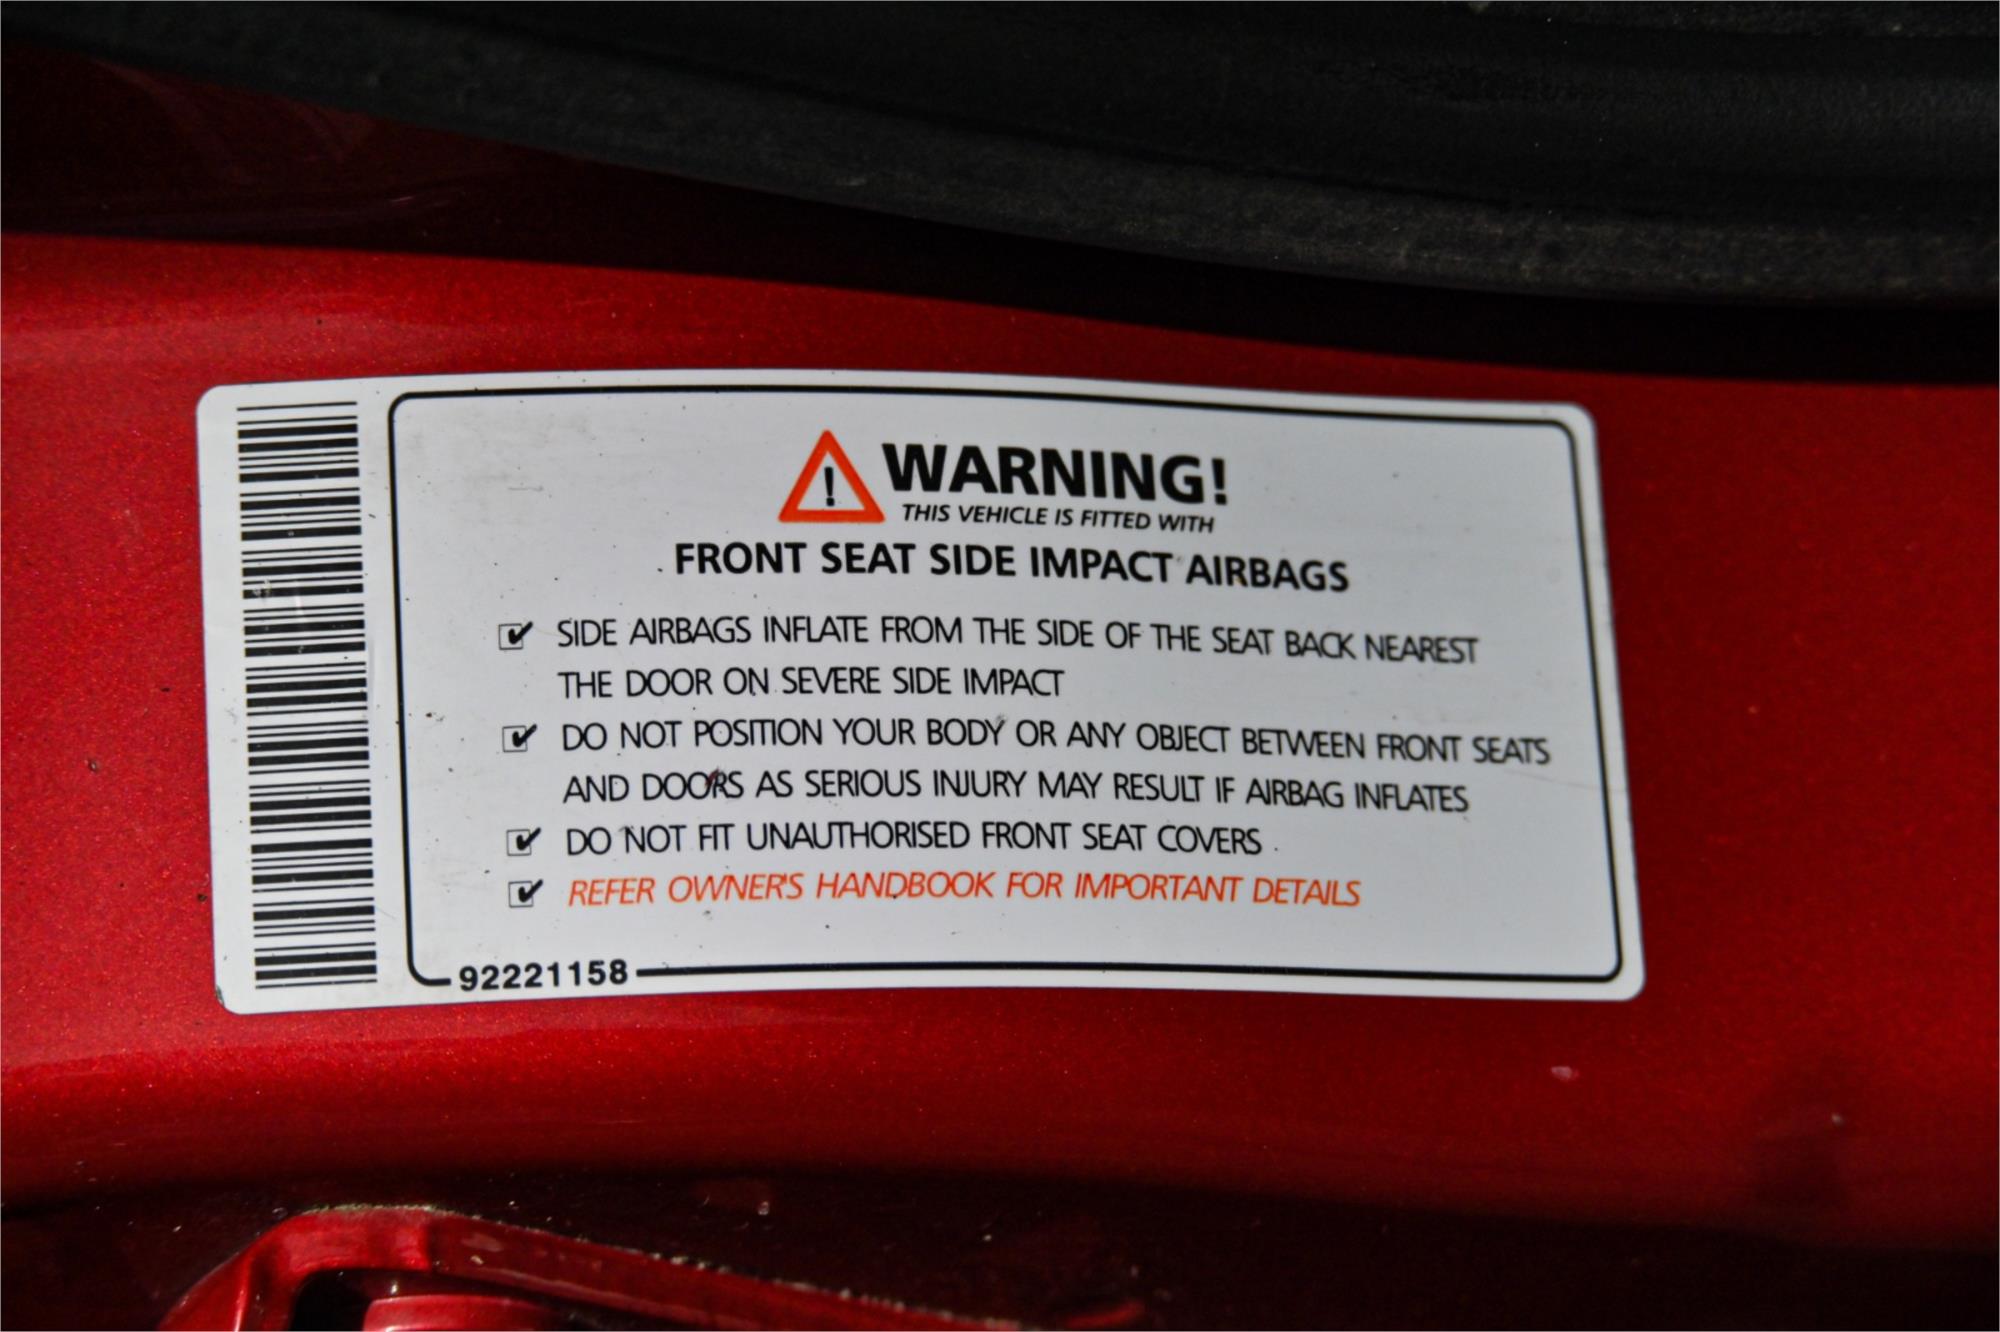 WARNING!
THIS VEHICLE IS FITTED WITH
FRONT SEAT SIDE IMPACT AIRBAGS
SIDE AIRBAGS INFLATE FROM THE SIDE OF THE SEAT BACK NEAREST
THE DOOR ON SEVERE SIDE IMPACT
DO NOT POSITION YOUR BODY OR ANY OBJECT BETWEEN FRONT SEATS
AND DOORS AS SERIOUS INJURY MAY RESULT IF AIRBAG INFLATES
DO NOT FIT UNAUTHORISED FRONT SEAT COVERS
REFER OWNER'S HANDBOOK FOR IMPORTANT DETAILS
92221158